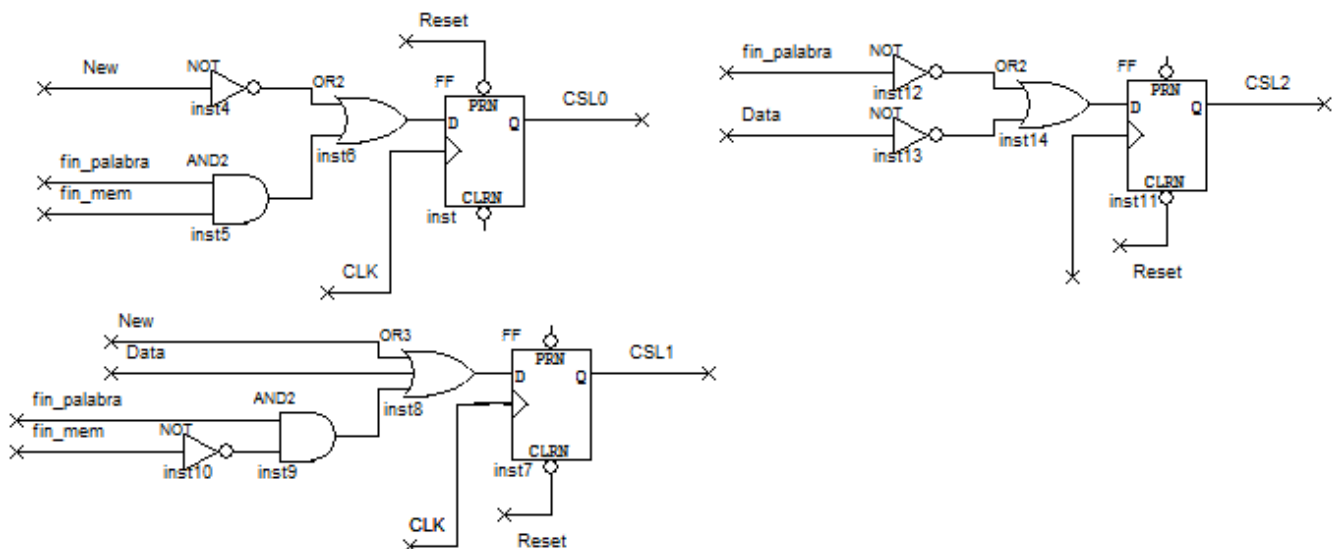 Reset
New
NOT
inst4
OR2
FF
PRN
D
Q
CSL0
inst6
fin_palabra
AND2
fin_mem
inst5
CLRN
inst
CLK
fin_palabra
NOT
inst12
OR2
FF
PRN
D
Q
CSL2
Data
NOT
inst13
inst14
CLRN
inst11
Reset
New
OR3
FF
Data
PRN
D
Q
CSL1
inst8
fin_palabra
AND2
fin_mem
NOT
inst10
inst9
CLRN
inst7
CLK
Reset